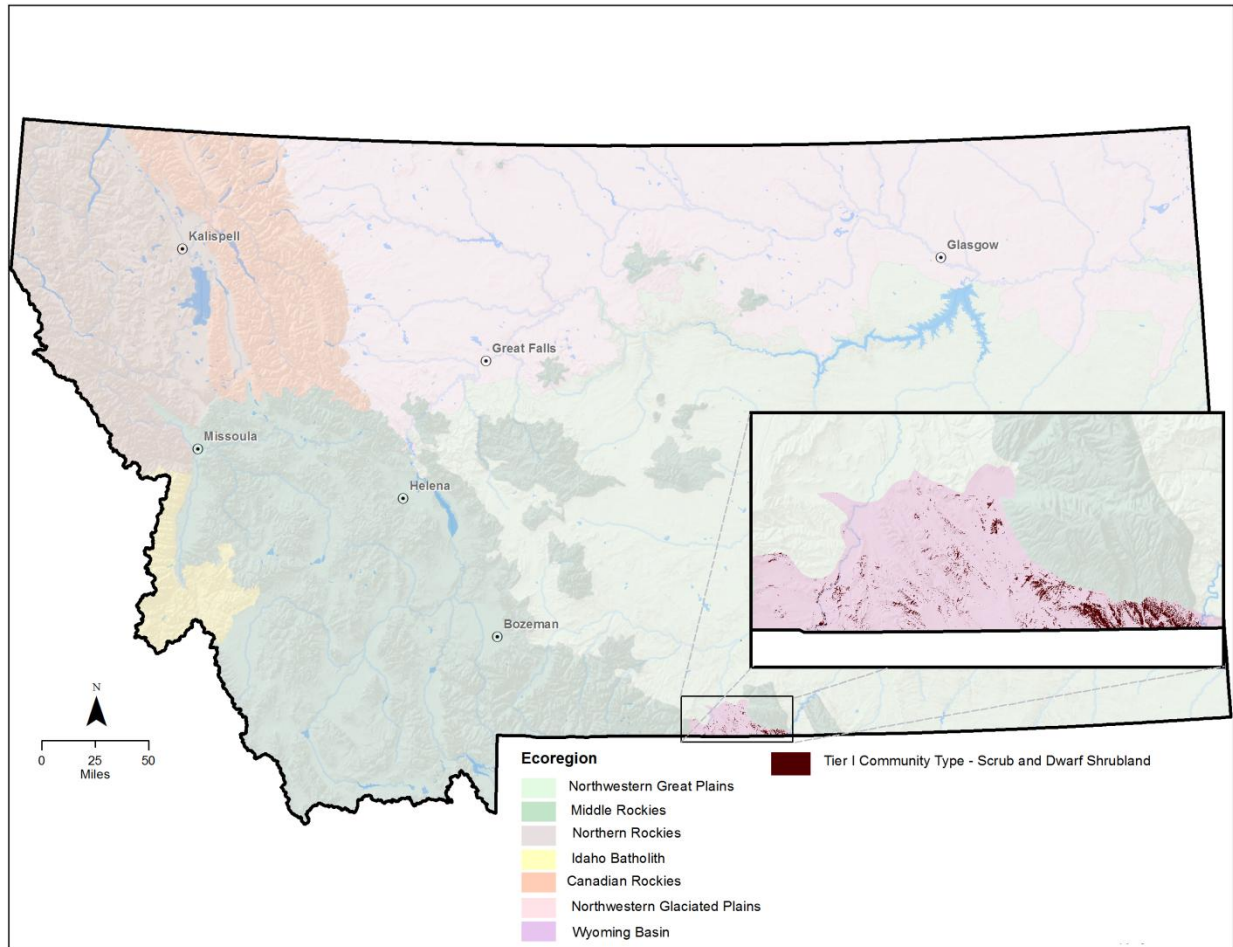 Kalispell
Glasgow
Great Falls
Missoula
Helena
Bozeman
N
0 25 50
Miles
Ecoregion
Northwestern Great Plains
Middle Rockies
Northern Rockies
Idaho Batholith
Canadian Rockies
Northwestern Glaciated Plains
Wyoming Basin
Tier I Community Type - Scrub and Dwarf Shrubland